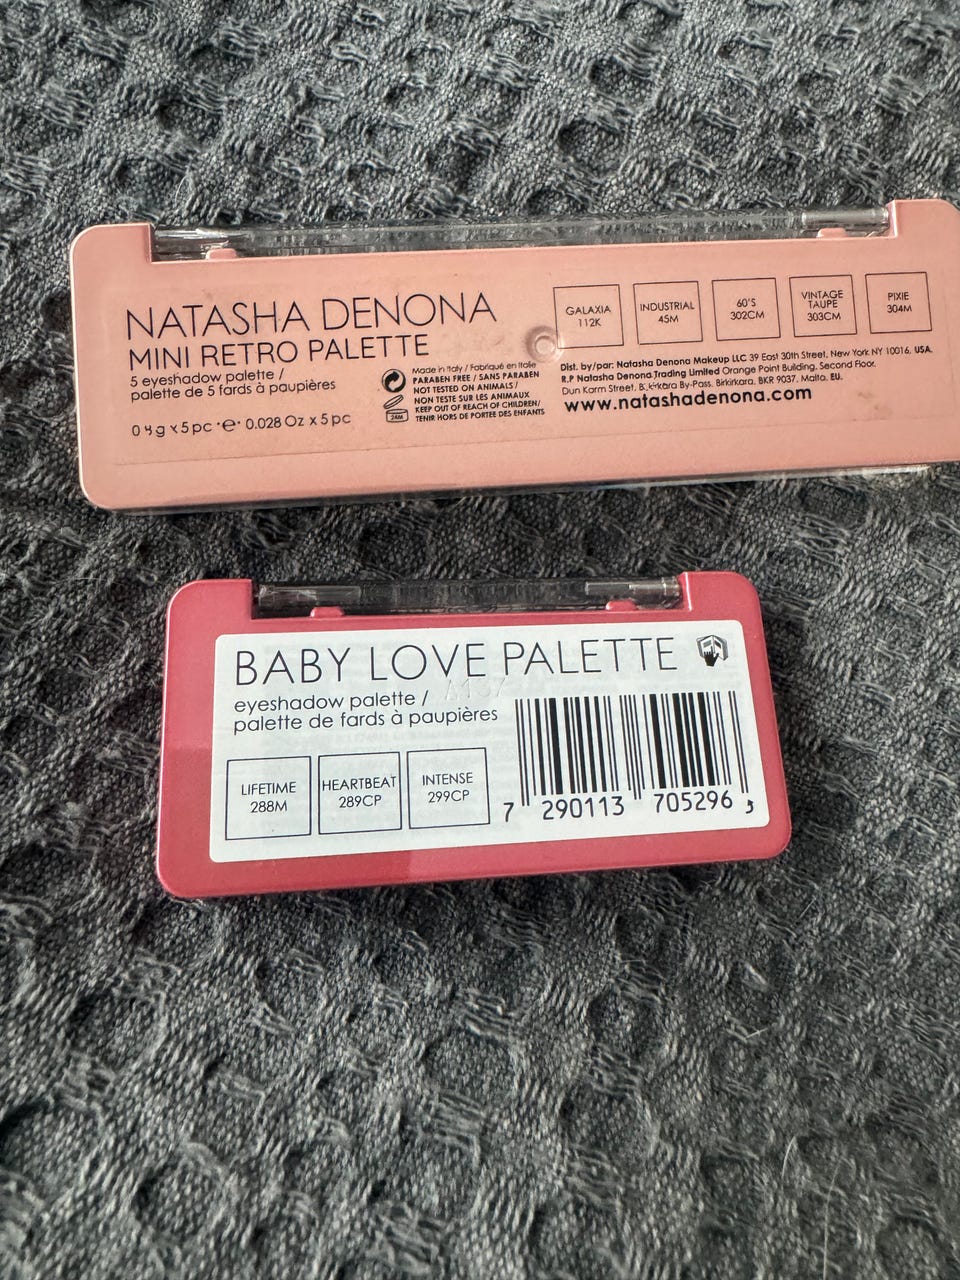 NATASHA DENONA
MINI RETRO PALETTE
5 eyeshadow palette /
palette de 5 fards à paupières
0.028 Oz x 5 pc
Made in Italy / Fabriqué en Italie
PARABEN FREE / SANS PARABEN
NOT TESTED ON ANIMALS /
NON TESTE SUR LES ANIMAUX
KEEP OUT OF REACH OF CHILDREN/
TENIR HORS DE PORTEE DES ENFANTS
24M
GALAXIA
112K
INDUSTRIAL
45M
60'S
302CM
VINTAGE
TAUPE
303CM
PIXIE
304M
Dist. by/par: Natasha Denona Makeup LLC 39 East 30th Street, New York NY 10016, USA.
R.P Natasha Denona Trading Limited Orange Point Building, Second Floor,
Dun Karm Street, By-Pass, Birkirkara, BKR 9037, Malta, EU.
www.natashadenona.com
BABY LOVE PALETTE
eyeshadow palette /
palette de fards à paupières
LIFETIME
288M
HEARTBEAT
289CP
INTENSE
299CP
7 290113 705296